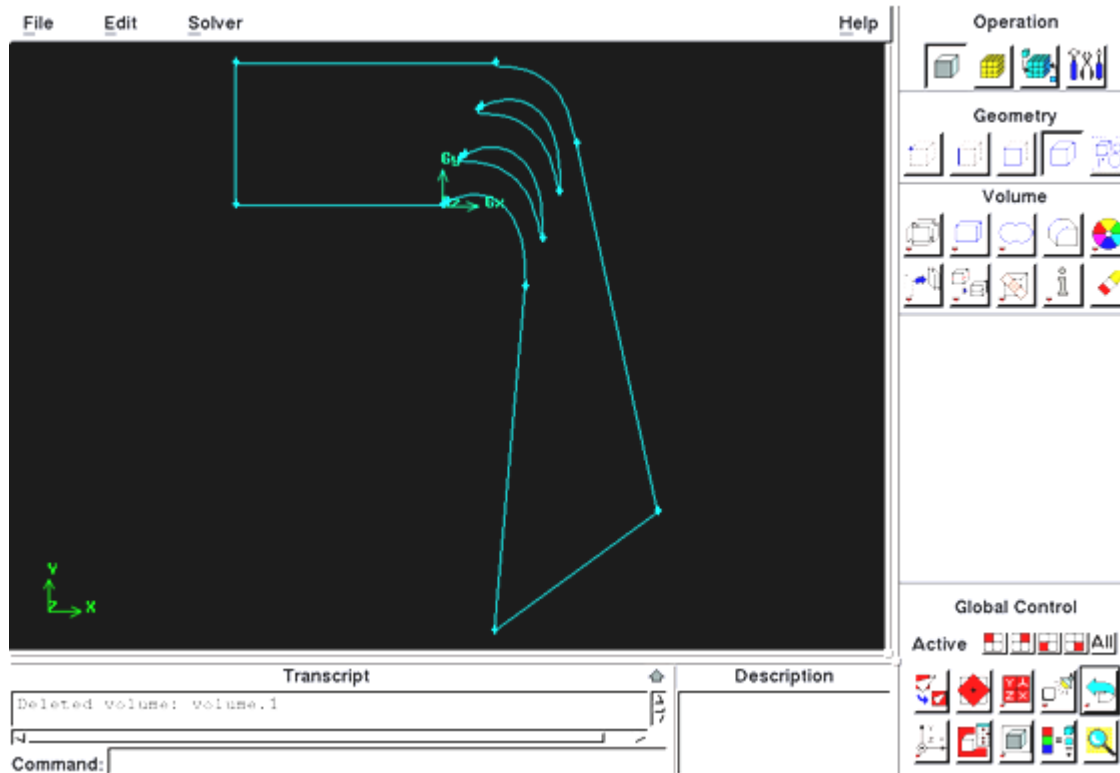 File Edit Solver Help
Operation
Geometry
Volume
Gy
Gx
Y
Z X
Global Control
Active All
Transcript Description
Deleted volume: volume.1
Command: